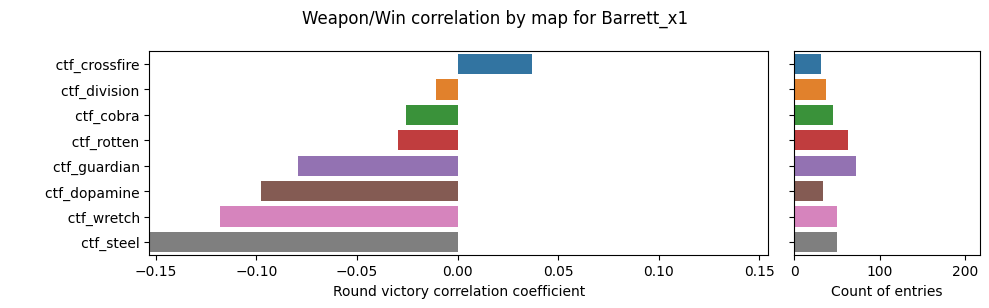 Weapon/Win correlation by map for Barrett_x1
ctf_crossfire
ctf_division
ctf_cobra
ctf_rotten
ctf_guardian
ctf_dopamine
ctf_wretch
ctf_steel
−0.15 −0.10 −0.05 0.00 0.05 0.10 0.15
Round victory correlation coefficient
0 100 200
Count of entries